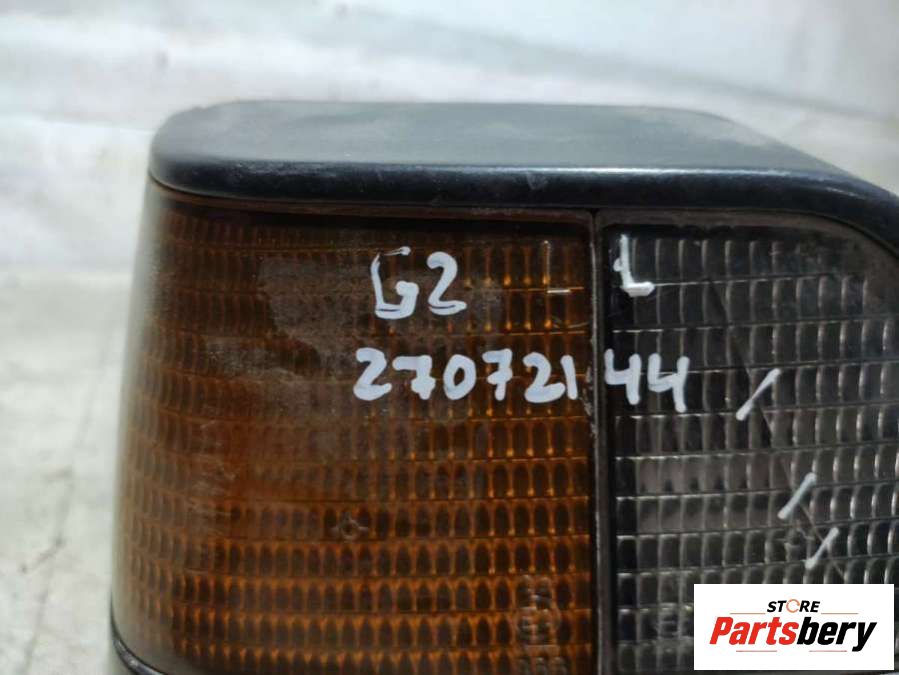 G2 L
27072144
STORE
Partsbery